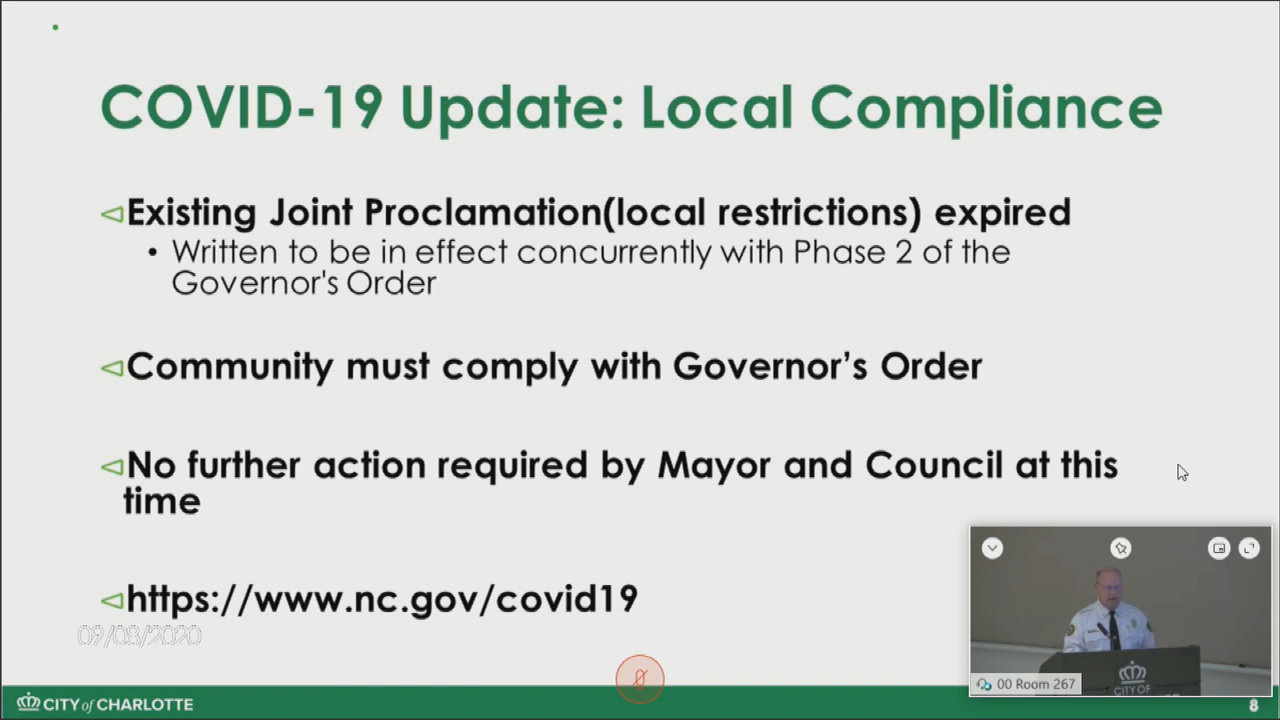 COVID-19 Update: Local Compliance
Existing Joint Proclamation(local restrictions) expired
• Written to be in effect concurrently with Phase 2 of the
Governor's Order
Community must comply with Governor’s Order
No further action required by Mayor and Council at this
time
https://www.nc.gov/covid19
09/08/2020
00 Room 267
CITY OF
CITY of CHARLOTTE
8